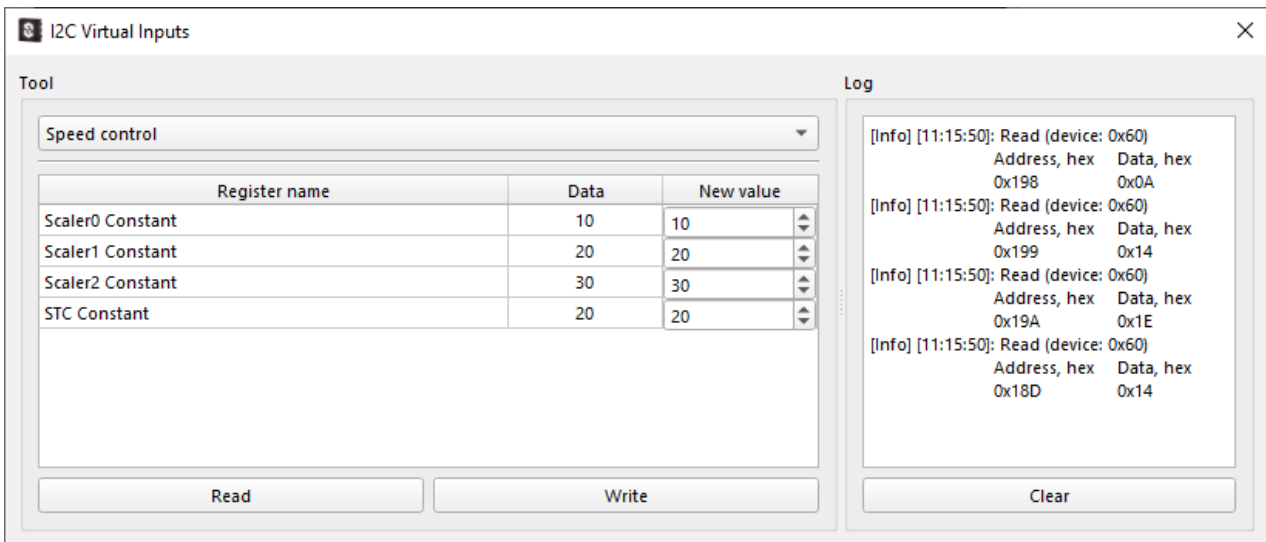 I2C Virtual Inputs
Tool
Speed control
Register name Data New value
Scaler0 Constant 10 10
Scaler1 Constant 20 20
Scaler2 Constant 30 30
STC Constant 20 20
Read Write
Log
[Info] [11:15:50]: Read (device: 0x60)
Address, hex Data, hex
0x198 0x0A
[Info] [11:15:50]: Read (device: 0x60)
Address, hex Data, hex
0x199 0x14
[Info] [11:15:50]: Read (device: 0x60)
Address, hex Data, hex
0x19A 0x1E
[Info] [11:15:50]: Read (device: 0x60)
Address, hex Data, hex
0x18D 0x14
Clear